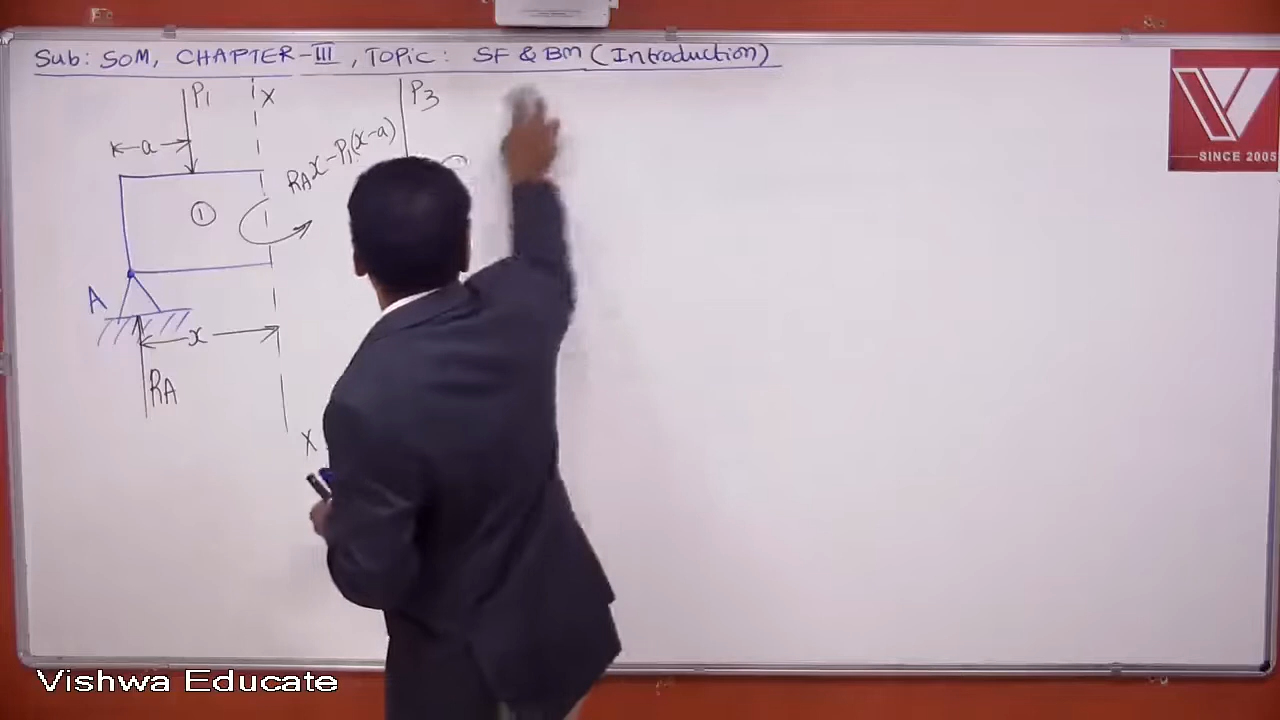 Sub: SOM, CHAPTER-III, TOPIC: SF & BM (Introduction)
P1
X
P3
a
RAx-P1(x-a)
1
A
x
RA
X
SINCE 2005
Vishwa Educate